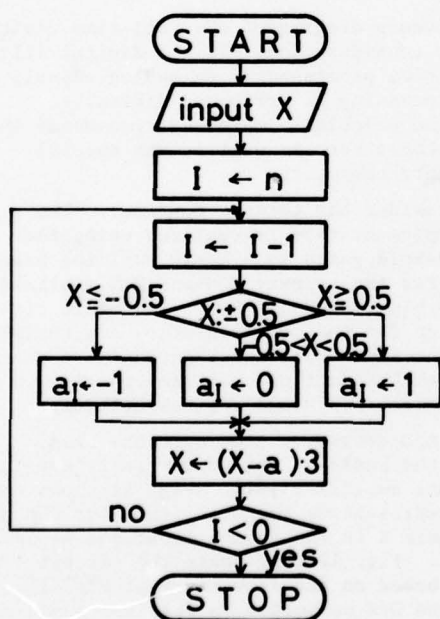 START
input X
I ← n
I ← I-1
X≦-0.5
X:±0.5
X≧0.5
-0.5<X<0.5
a_I←-1
a_I ← 0
a_I ← 1
X←(X-a)·3
no
I<0
yes
STOP